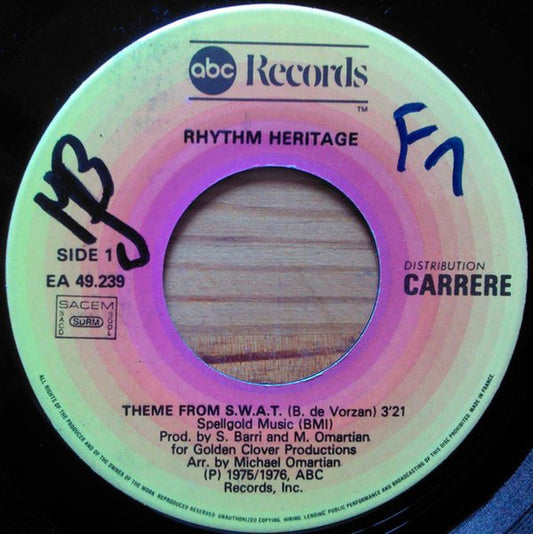 abc Records
TM
RHYTHM HERITAGE
SIDE 1
EA 49.239
SACEM
SACD
SDRM
SGDL
DISTRIBUTION
CARRERE
THEME FROM S.W.A.T. (B. de Vorzan) 3'21
Spellgold Music (BMI)
Prod. by S. Barri and M. Omartian
for Golden Clover Productions
Arr. by Michael Omartian
(P) 1975/1976, ABC
Records, Inc.
ALL RIGHTS OF THE PRODUCER AND OF THE OWNER OF THE WORK REPRODUCED RESERVED UNAUTHORIZED COPYING. HIRING. LENDING' PUBLIC PERFORMANCE AND BROADCASTING OF THIS DISC PROHIBITED. MADE IN FRANCE.